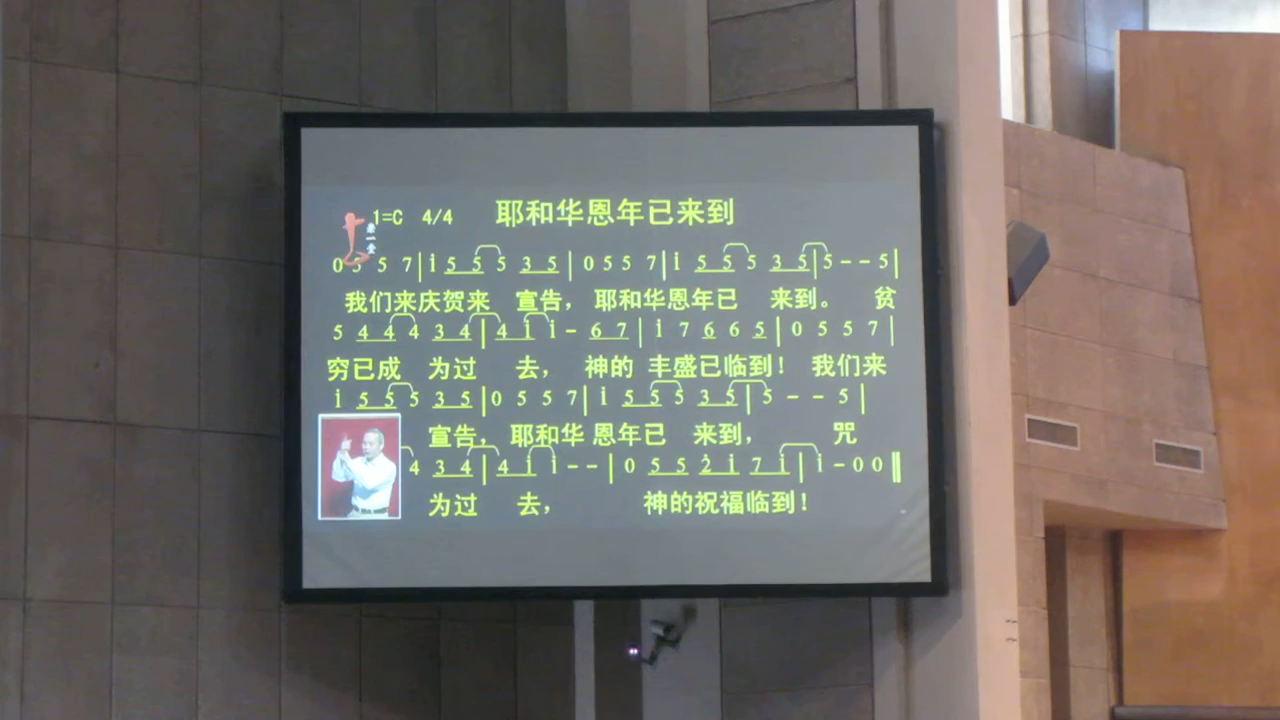 1=C 4/4 耶和华恩年已来到
0 5 5 7 | i 5 5 5 3 5 | 0 5 5 7 | i 5 5 5 3 5 | 5 - - 5 |
我们来庆贺来 宣告，耶和华恩年已 来到。 贫
5 4 4 4 3 4 | 4 i i - 6 7 | i 7 6 6 5 | 0 5 5 7 |
穷已成 为过 去， 神的 丰盛已临到！ 我们来
i 5 5 5 3 5 | 0 5 5 7 | i 5 5 5 3 5 | 5 - - 5 |
宣告，耶和华 恩年已 来到， 咒
4 3 4 | 4 i i - - | 0 5 5 2 i 7 i | i - 0 0
为过 去， 神的祝福临到！